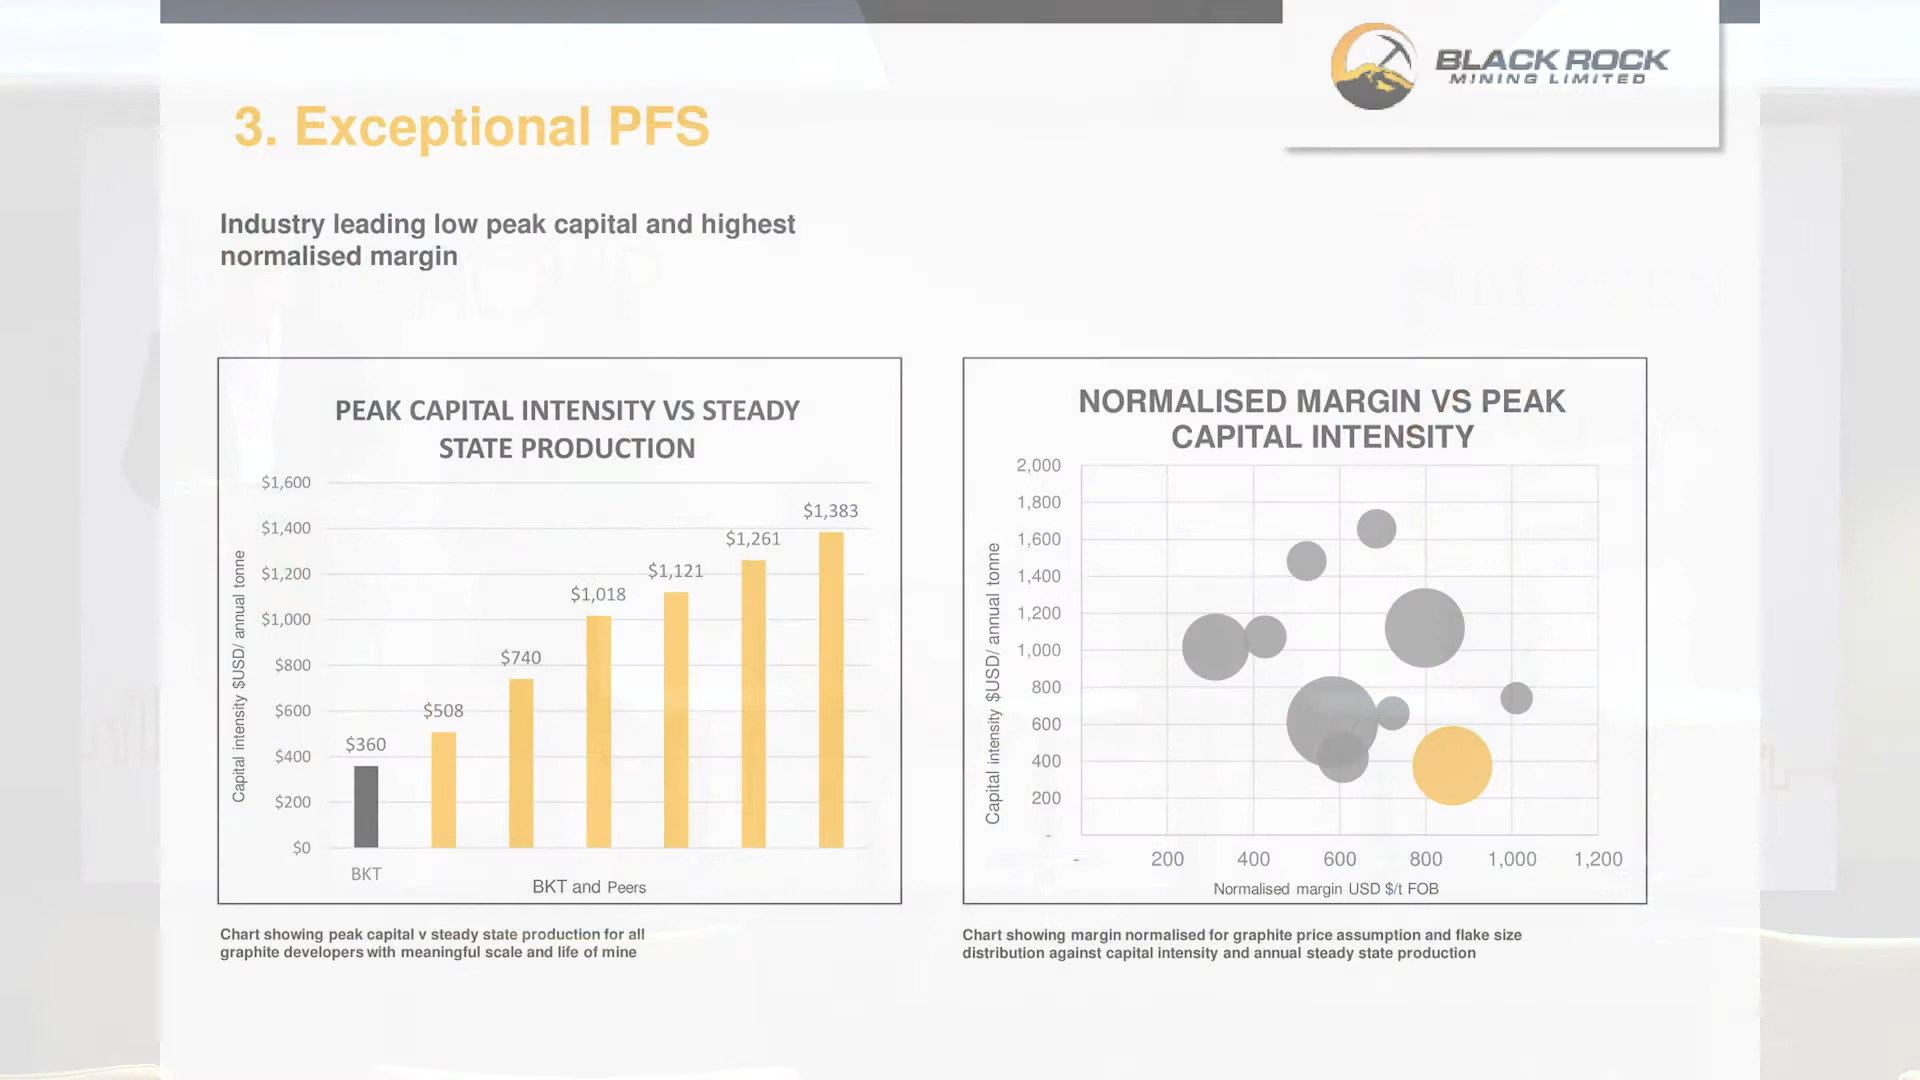 BLACK ROCK
MINING LIMITED
3. Exceptional PFS
Industry leading low peak capital and highest
normalised margin
PEAK CAPITAL INTENSITY VS STEADY
STATE PRODUCTION
Capital intensity $USD/ annual tonne
$1,600
$1,400
$1,200
$1,000
$800
$600
$400
$200
$0
$360
$508
$740
$1,018
$1,121
$1,261
$1,383
BKT
BKT and Peers
Chart showing peak capital v steady state production for all
graphite developers with meaningful scale and life of mine
NORMALISED MARGIN VS PEAK
CAPITAL INTENSITY
Capital intensity $USD/ annual tonne
2,000
1,800
1,600
1,400
1,200
1,000
800
600
400
200
-
- 200 400 600 800 1,000 1,200
Normalised margin USD $/t FOB
Chart showing margin normalised for graphite price assumption and flake size
distribution against capital intensity and annual steady state production